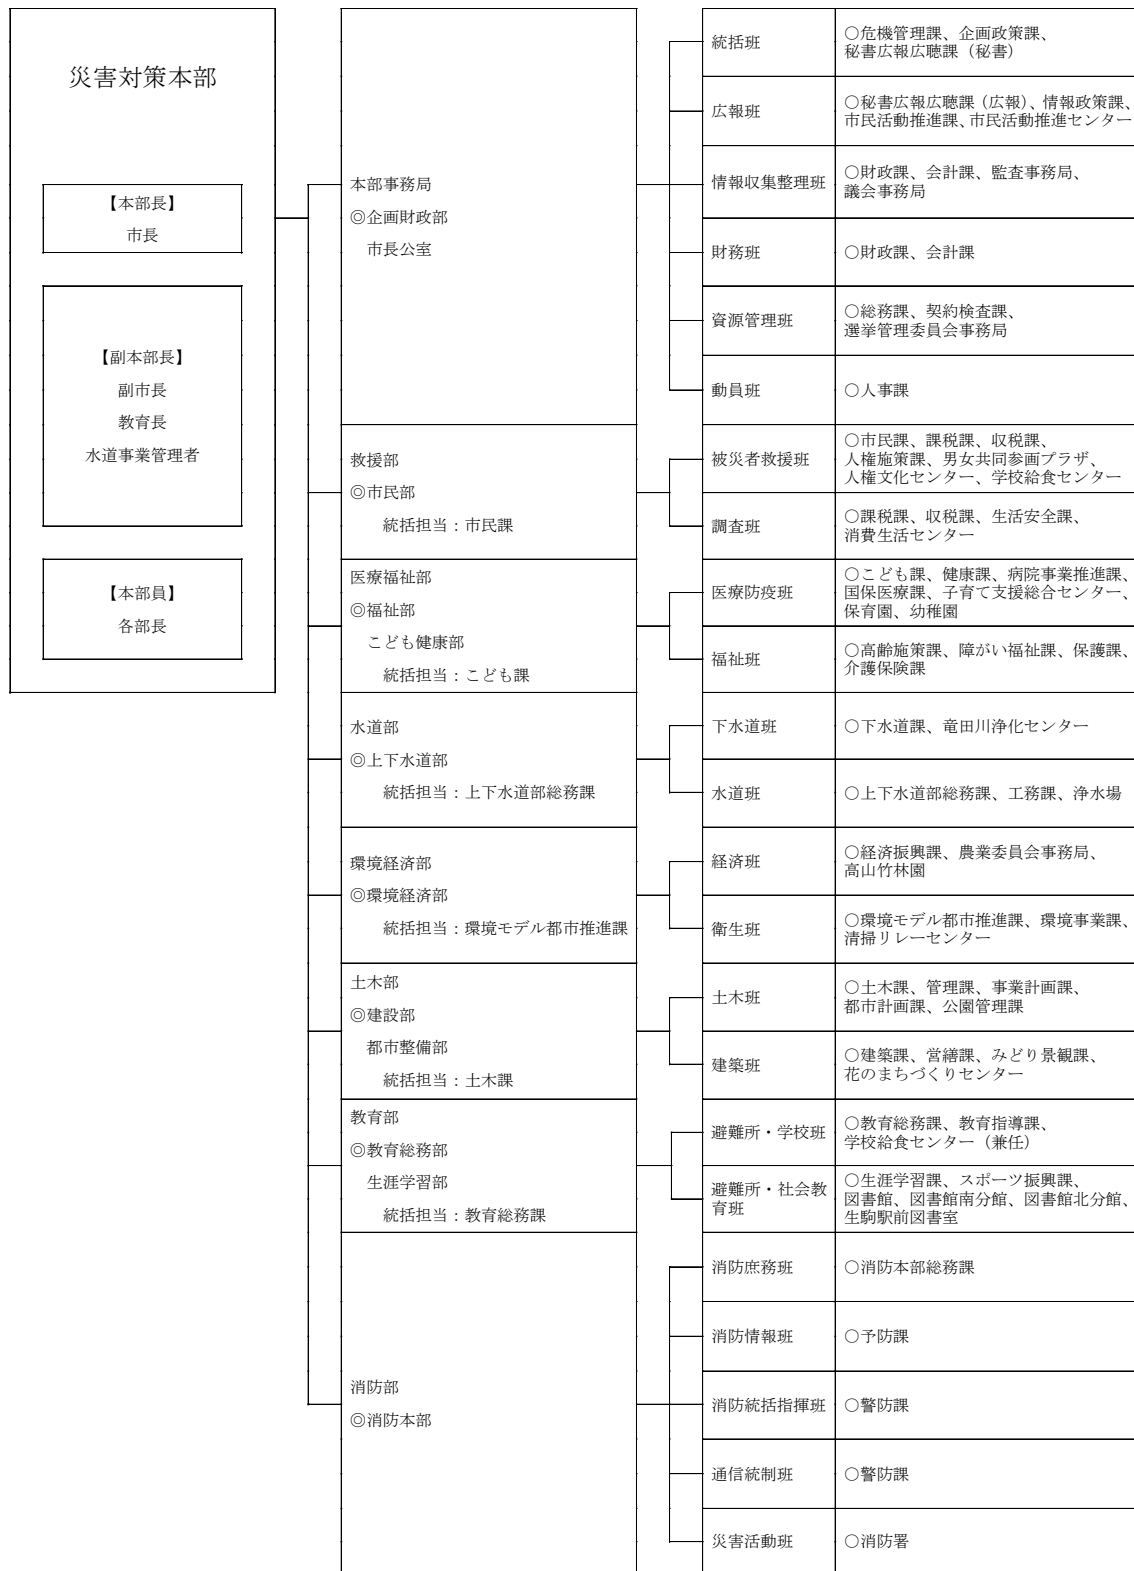 災害対策本部
【本部長】
市長
【副本部長】
副市長
教育長
水道事業管理者
【本部員】
各部長
本部事務局
◎企画財政部
市長公室
統括班
○危機管理課、企画政策課、
秘書広報広聴課（秘書）
広報班
○秘書広報広聴課（広報）、情報政策課、
市民活動推進課、市民活動推進センター
情報収集整理班
○財政課、会計課、監査事務局、
議会事務局
財務班
○財政課、会計課
資源管理班
○総務課、契約検査課、
選挙管理委員会事務局
動員班
○人事課
救援部
◎市民部
統括担当：市民課
被災者救援班
○市民課、課税課、収税課、
人権施策課、男女共同参画プラザ、
人権文化センター、学校給食センター
調査班
○課税課、収税課、生活安全課、
消費生活センター
医療福祉部
◎福祉部
こども健康部
統括担当：こども課
医療防疫班
○こども課、健康課、病院事業推進課、
国保医療課、子育て支援総合センター、
保育園、幼稚園
福祉班
○高齢施策課、障がい福祉課、保護課、
介護保険課
水道部
◎上下水道部
統括担当：上下水道部総務課
下水道班
○下水道課、竜田川浄化センター
水道班
○上下水道部総務課、工務課、浄水場
環境経済部
◎環境経済部
統括担当：環境モデル都市推進課
経済班
○経済振興課、農業委員会事務局、
高山竹林園
衛生班
○環境モデル都市推進課、環境事業課、
清掃リレーセンター
土木部
◎建設部
都市整備部
統括担当：土木課
土木班
○土木課、管理課、事業計画課、
都市計画課、公園管理課
建築班
○建築課、営繕課、みどり景観課、
花のまちづくりセンター
教育部
◎教育総務部
生涯学習部
統括担当：教育総務課
避難所・学校班
○教育総務課、教育指導課、
学校給食センター（兼任）
避難所・社会教
育班
○生涯学習課、スポーツ振興課、
図書館、図書館南分館、図書館北分館、
生駒駅前図書室
消防部
◎消防本部
消防庶務班
○消防本部総務課
消防情報班
○予防課
消防統括指揮班
○警防課
通信統制班
○警防課
災害活動班
○消防署